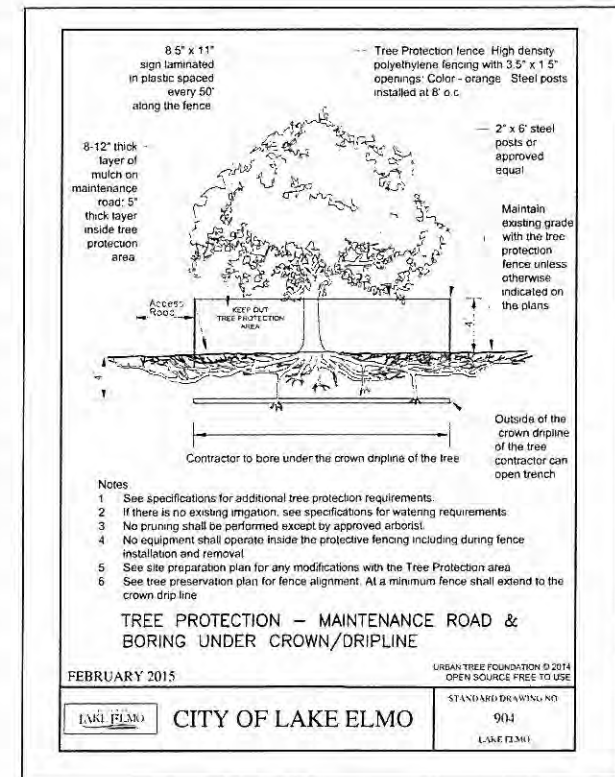 8.5" x 11"
sign laminated
in plastic spaced
every 50'
along the fence
Tree Protection fence High density
polyethylene fencing with 3.5" x 1 5"
openings: Color - orange Steel posts
installed at 8' o.c
8-12" thick
layer of
mulch on
maintenance
road; 5"
thick layer
inside tree
protection
area
2" x 6' steel
posts or
approved
equal
Maintain
existing grade
with the tree
protection
fence unless
otherwise
indicated on
the plans
Access
Road
KEEP OUT
TREE PROTECTION
AREA
4'
4'
Outside of the
crown dripline
of the tree
contractor can
open trench
Contractor to bore under the crown dripline of the tree
Notes
1 See specifications for additional tree protection requirements.
2 If there is no existing irrigation, see specifications for watering requirements
3 No pruning shall be performed except by approved arborist.
4 No equipment shall operate inside the protective fencing including during fence
installation and removal
5 See site preparation plan for any modifications with the Tree Protection area
6 See tree preservation plan for fence alignment. At a minimum fence shall extend to the
crown drip line
TREE PROTECTION – MAINTENANCE ROAD &
BORING UNDER CROWN/DRIPLINE
FEBRUARY 2015
URBAN TREE FOUNDATION © 2014
OPEN SOURCE FREE TO USE
LAKE ELMO
CITY OF LAKE ELMO
STANDARD DRAWING NO
904
LAKE ELMO